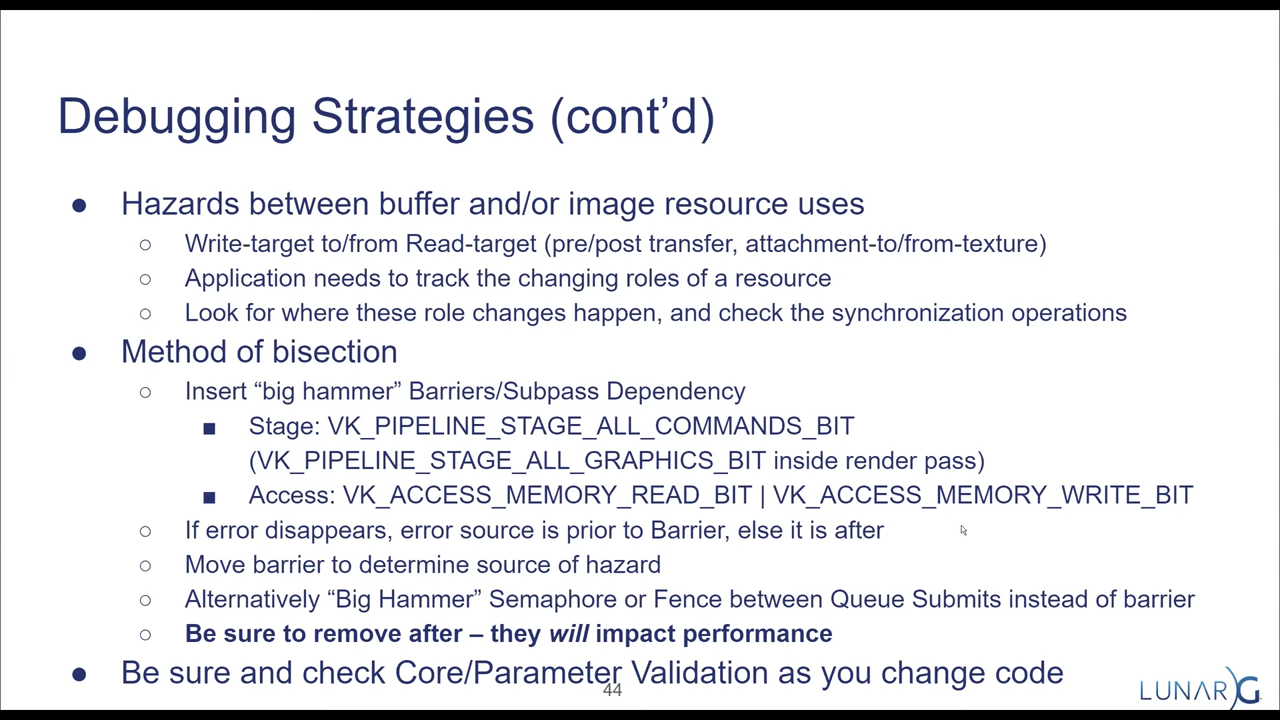 Debugging Strategies (cont’d)
● Hazards between buffer and/or image resource uses
○ Write-target to/from Read-target (pre/post transfer, attachment-to/from-texture)
○ Application needs to track the changing roles of a resource
○ Look for where these role changes happen, and check the synchronization operations
● Method of bisection
○ Insert “big hammer” Barriers/Subpass Dependency
■ Stage: VK_PIPELINE_STAGE_ALL_COMMANDS_BIT
(VK_PIPELINE_STAGE_ALL_GRAPHICS_BIT inside render pass)
■ Access: VK_ACCESS_MEMORY_READ_BIT | VK_ACCESS_MEMORY_WRITE_BIT
○ If error disappears, error source is prior to Barrier, else it is after
○ Move barrier to determine source of hazard
○ Alternatively “Big Hammer” Semaphore or Fence between Queue Submits instead of barrier
○ Be sure to remove after – they will impact performance
● Be sure and check Core/Parameter Validation as you change code
44
LUNAR)G